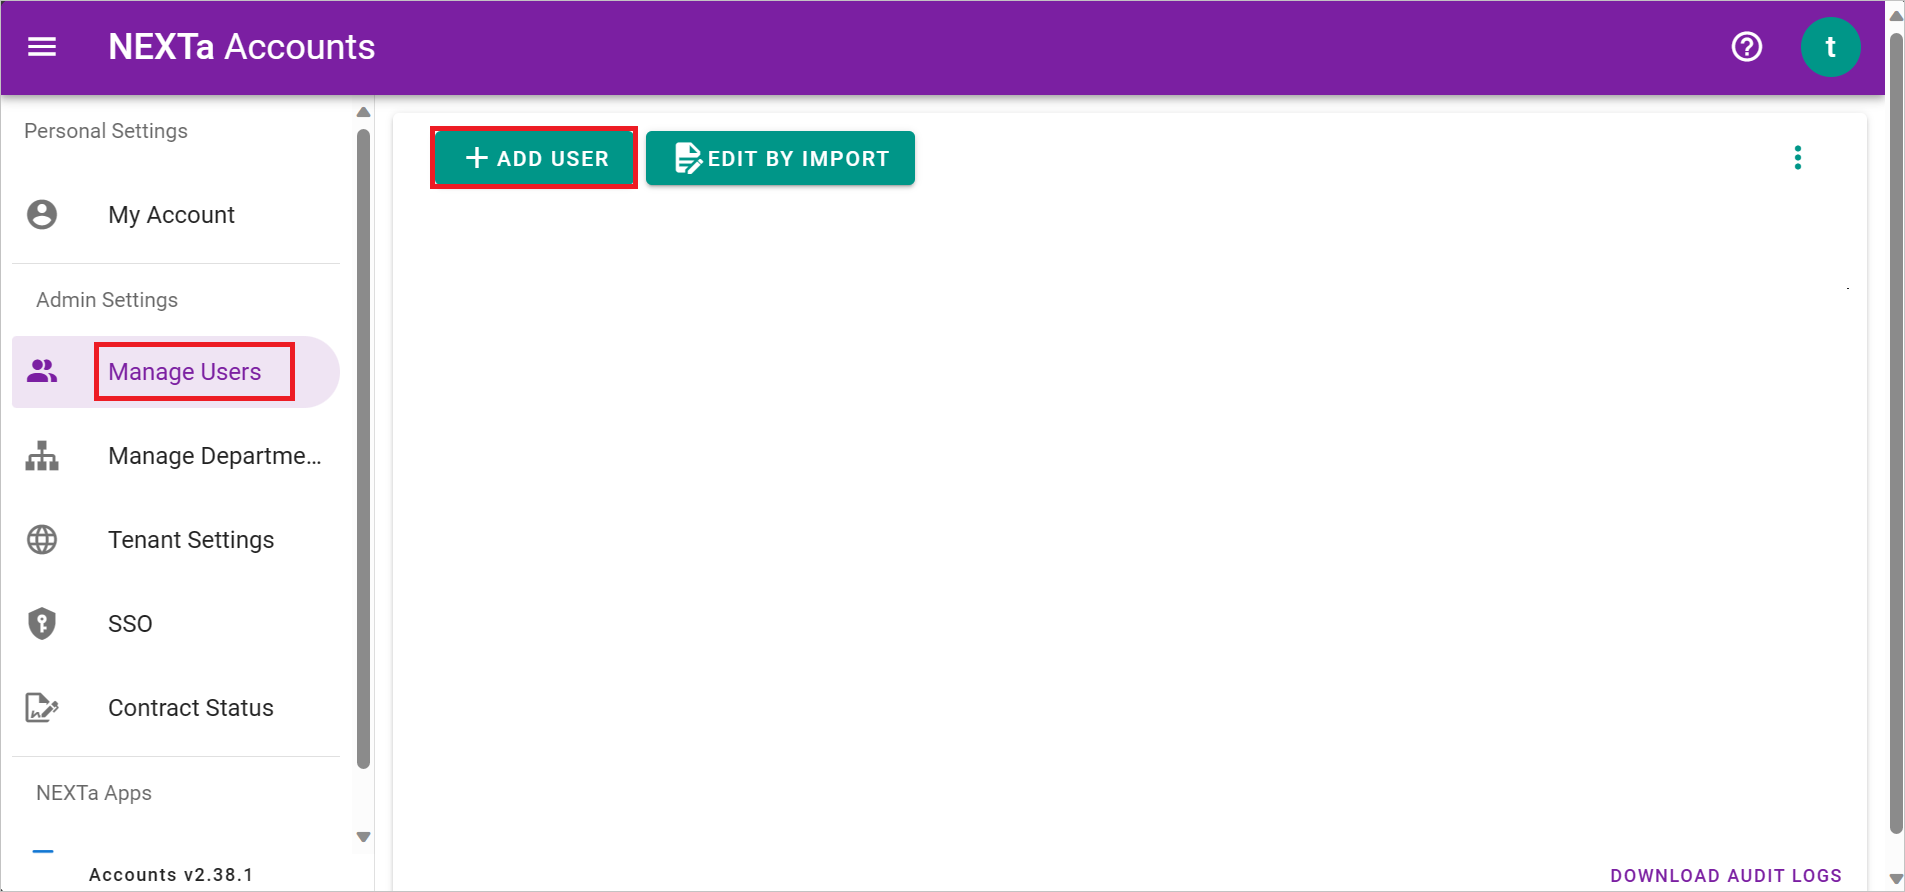 NEXTa Accounts
t
Personal Settings
My Account
Admin Settings
Manage Users
Manage Departme...
Tenant Settings
SSO
Contract Status
NEXTa Apps
Accounts v2.38.1
ADD USER
EDIT BY IMPORT
DOWNLOAD AUDIT LOGS